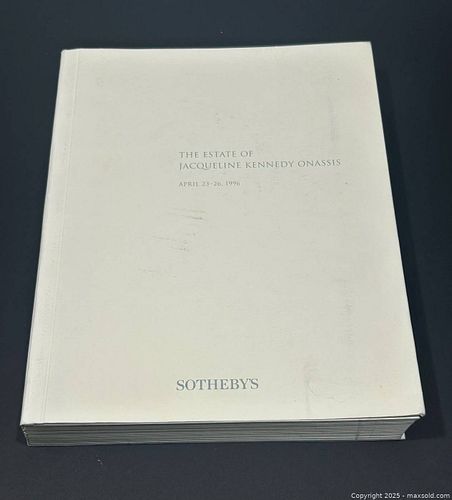 THE ESTATE OF
JACQUELINE KENNEDY ONASSIS
APRIL 23-26, 1996
SOTHEBY'S
Copyright 2025 - maxsold.com